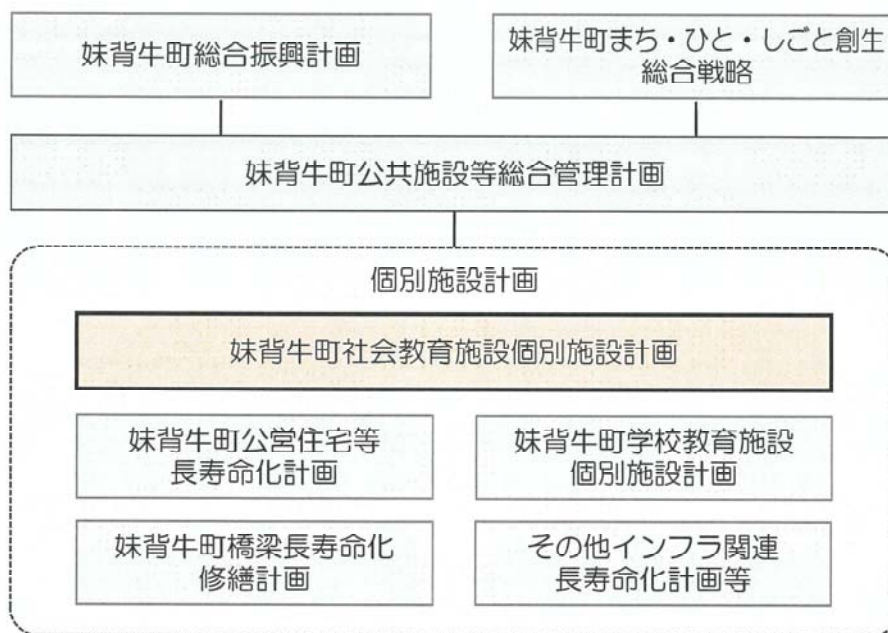 妹背牛町総合振興計画
妹背牛町まち・ひと・しごと創生
総合戦略
妹背牛町公共施設等総合管理計画
個別施設計画
妹背牛町社会教育施設個別施設計画
妹背牛町公営住宅等
長寿命化計画
妹背牛町学校教育施設
個別施設計画
妹背牛町橋梁長寿命化
修繕計画
その他インフラ関連
長寿命化計画等